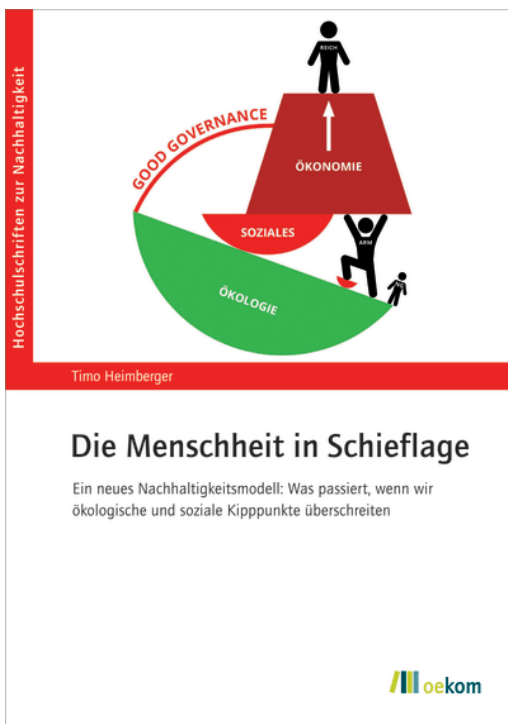 Hochschulschriften zur Nachhaltigkeit
REICH
GOOD GOVERNANCE
ÖKONOMIE
SOZIALES
ARM
ÖKOLOGIE
Timo Heimberger
Die Menschheit in Schieflage
Ein neues Nachhaltigkeitsmodell: Was passiert, wenn wir
ökologische und soziale Kipppunkte überschreiten
oekom